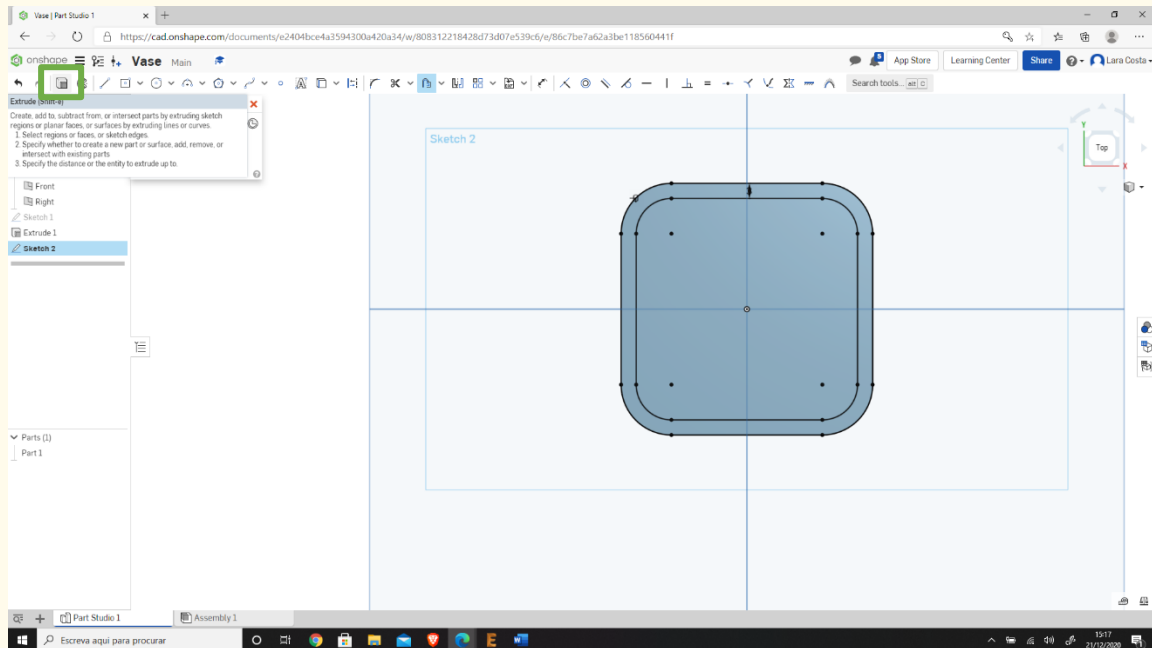 Vase | Part Studio 1
https://cad.onshape.com/documents/e2404bce4a3594300a420a34/w/808312218428d73d07e539c6/e/86c7be7a62a3be118560441f
onshape Vase Main App Store Learning Center Share Lara Costa
Search tools... alt C
Extrude (Shift-e)
Create, add to, subtract from, or intersect parts by extruding sketch
regions or planar faces, or surfaces by extruding lines or curves.
1. Select regions or faces, or sketch edges.
2. Specify whether to create a new part or surface, add, remove, or
intersect with existing parts
3. Specify the distance or the entity to extrude up to.
Front
Right
Sketch 1
Extrude 1
Sketch 2
Sketch 2
Y
Top
X
Parts (1)
Part 1
Part Studio 1
Assembly 1
Escreva aqui para procurar
15:17
21/12/2020